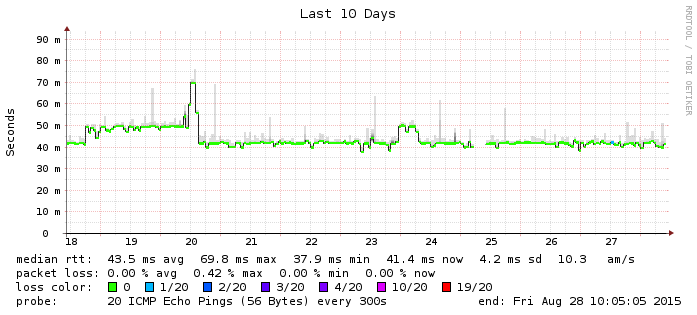 Last 10 Days
RRDTOOL / TOBI OETIKER
Seconds
90 m
80 m
70 m
60 m
50 m
40 m
30 m
20 m
10 m
0
18 19 20 21 22 23 24 25 26 27
median rtt: 43.5 ms avg 69.8 ms max 37.9 ms min 41.4 ms now 4.2 ms sd 10.3 am/s
packet loss: 0.00 % avg 0.42 % max 0.00 % min 0.00 % now
loss color: 0 1/20 2/20 3/20 4/20 10/20 19/20
probe: 20 ICMP Echo Pings (56 Bytes) every 300s end: Fri Aug 28 10:05:05 2015